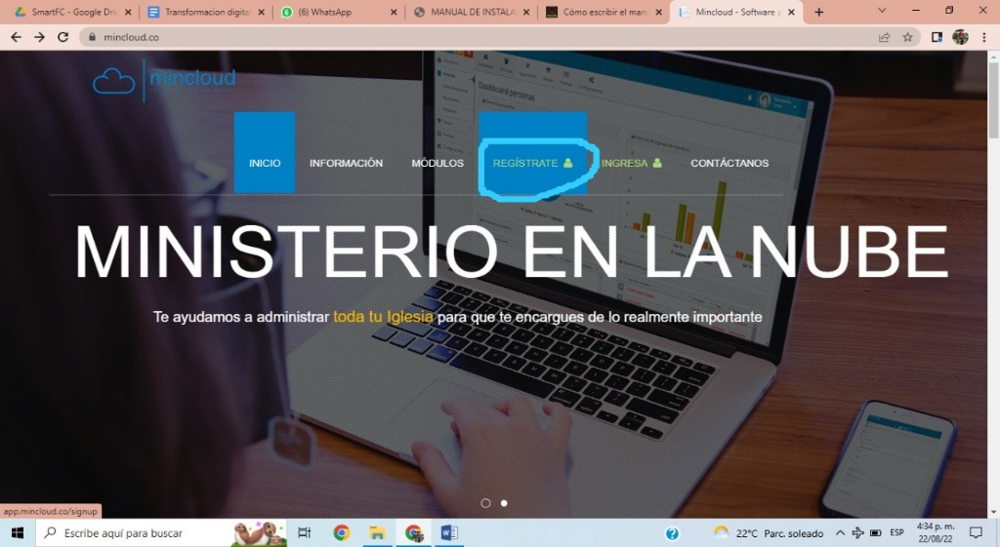 SmartFC - Google Dri
Transformacion digital
(6) WhatsApp
MANUAL DE INSTALA
Cómo escribir el man
Mincloud - Software p
mincloud.co
mincloud
INICIO
INFORMACIÓN
MÓDULOS
REGÍSTRATE
INGRESA
CONTÁCTANOS
Dashboard personas
MINISTERIO EN LA NUBE
Te ayudamos a administrar toda tu Iglesia para que te encargues de lo realmente importante
app.mincloud.co/signup
Escribe aquí para buscar
22°C Parc. soleado
ESP
4:34 p. m.
22/08/22